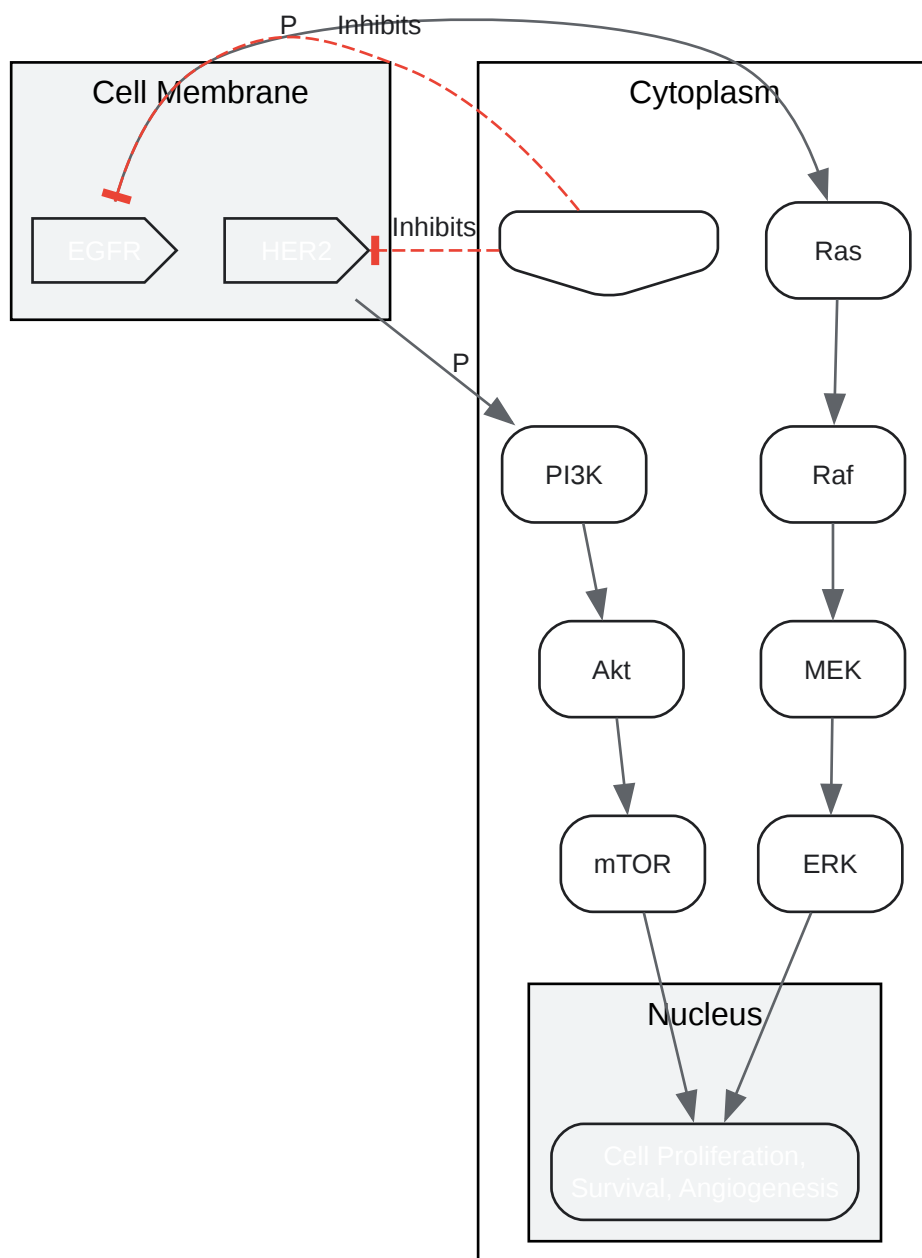 P
Inhibits
Cell Membrane
Cytoplasm
EGFR
HER2
Inhibits
Ras
P
PI3K
Raf
Akt
MEK
mTOR
ERK
Nucleus
Cell Proliferation,
Survival, Angiogenesis